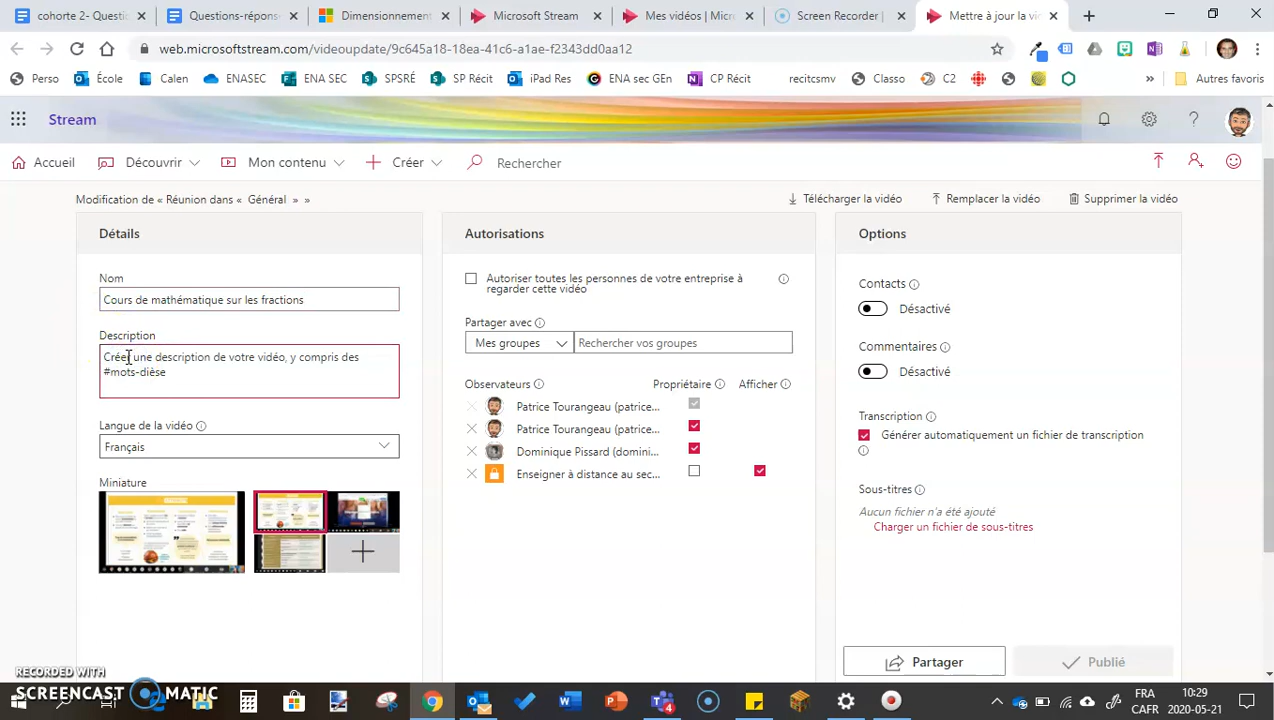 cohorte 2- Questi
Questions-réponse
Dimensionnement
Microsoft Stream
Mes vidéos | Micr
Screen Recorder |
Mettre à jour la vi
web.microsoftstream.com/videoupdate/9c645a18-18ea-41c6-a1ae-f2343dd0aa12
Perso
École
Calen
ENASEC
ENA SEC
SPSRÉ
SP Récit
iPad Res
ENA sec GEn
CP Récit
recitcsmv
Classo
C2
»
Autres favoris
Stream
Accueil
Découvrir
Mon contenu
Créer
Rechercher
Modification de « Réunion dans « Général » »
Télécharger la vidéo
Remplacer la vidéo
Supprimer la vidéo
Détails
Nom
Cours de mathématique sur les fractions
Description
Créer une description de votre vidéo, y compris des
#mots-dièse
Langue de la vidéo
Français
Miniature
Autorisations
Autoriser toutes les personnes de votre entreprise à
regarder cette vidéo
Partager avec
Mes groupes
Rechercher vos groupes
Observateurs
Propriétaire
Afficher
Patrice Tourangeau (patrice...
Patrice Tourangeau (patrice...
Dominique Pissard (domini...
Enseigner à distance au sec...
Options
Contacts
Désactivé
Commentaires
Désactivé
Transcription
Générer automatiquement un fichier de transcription
Sous-titres
Aucun fichier n'a été ajouté
Charger un fichier de sous-titres
Partager
Publié
RECORDED WITH
SCREENCAST MATIC
FRA
CAFR
10:29
2020-05-21